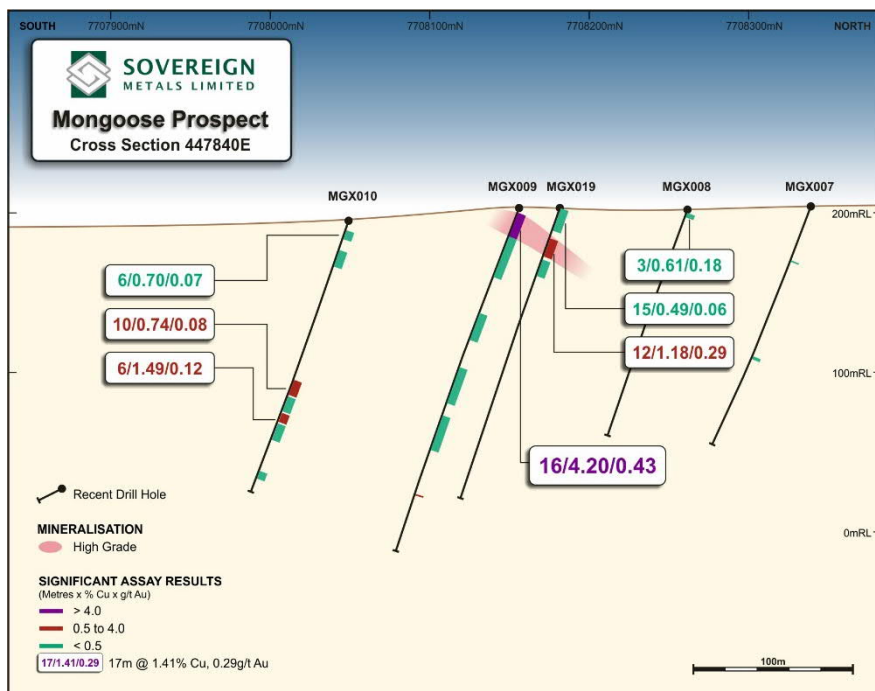 SOUTH
7707900mN
7708000mN
7708100mN
7708200mN
7708300mN
NORTH
SOVEREIGN
METALS LIMITED
Mongoose Prospect
Cross Section 447840E
MGX010
MGX009
MGX019
MGX008
MGX007
200mRL
6/0.70/0.07
3/0.61/0.18
15/0.49/0.06
10/0.74/0.08
12/1.18/0.29
6/1.49/0.12
100mRL
16/4.20/0.43
Recent Drill Hole
MINERALISATION
High Grade
0mRL
SIGNIFICANT ASSAY RESULTS
(Metres x % Cu x g/t Au)
> 4.0
0.5 to 4.0
< 0.5
17/1.41/0.29 17m @ 1.41% Cu, 0.29g/t Au
100m